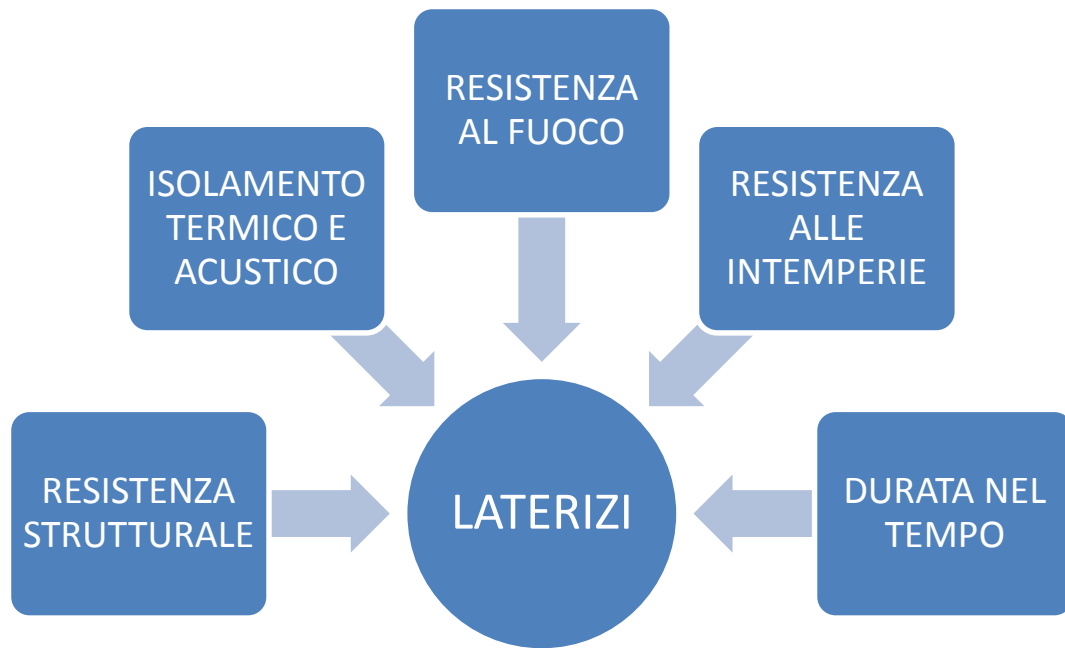 RESISTENZA
AL FUOCO
ISOLAMENTO
TERMICO E
ACUSTICO
RESISTENZA
ALLE
INTEMPERIE
RESISTENZA
STRUTTURALE
LATERIZI
DURATA NEL
TEMPO